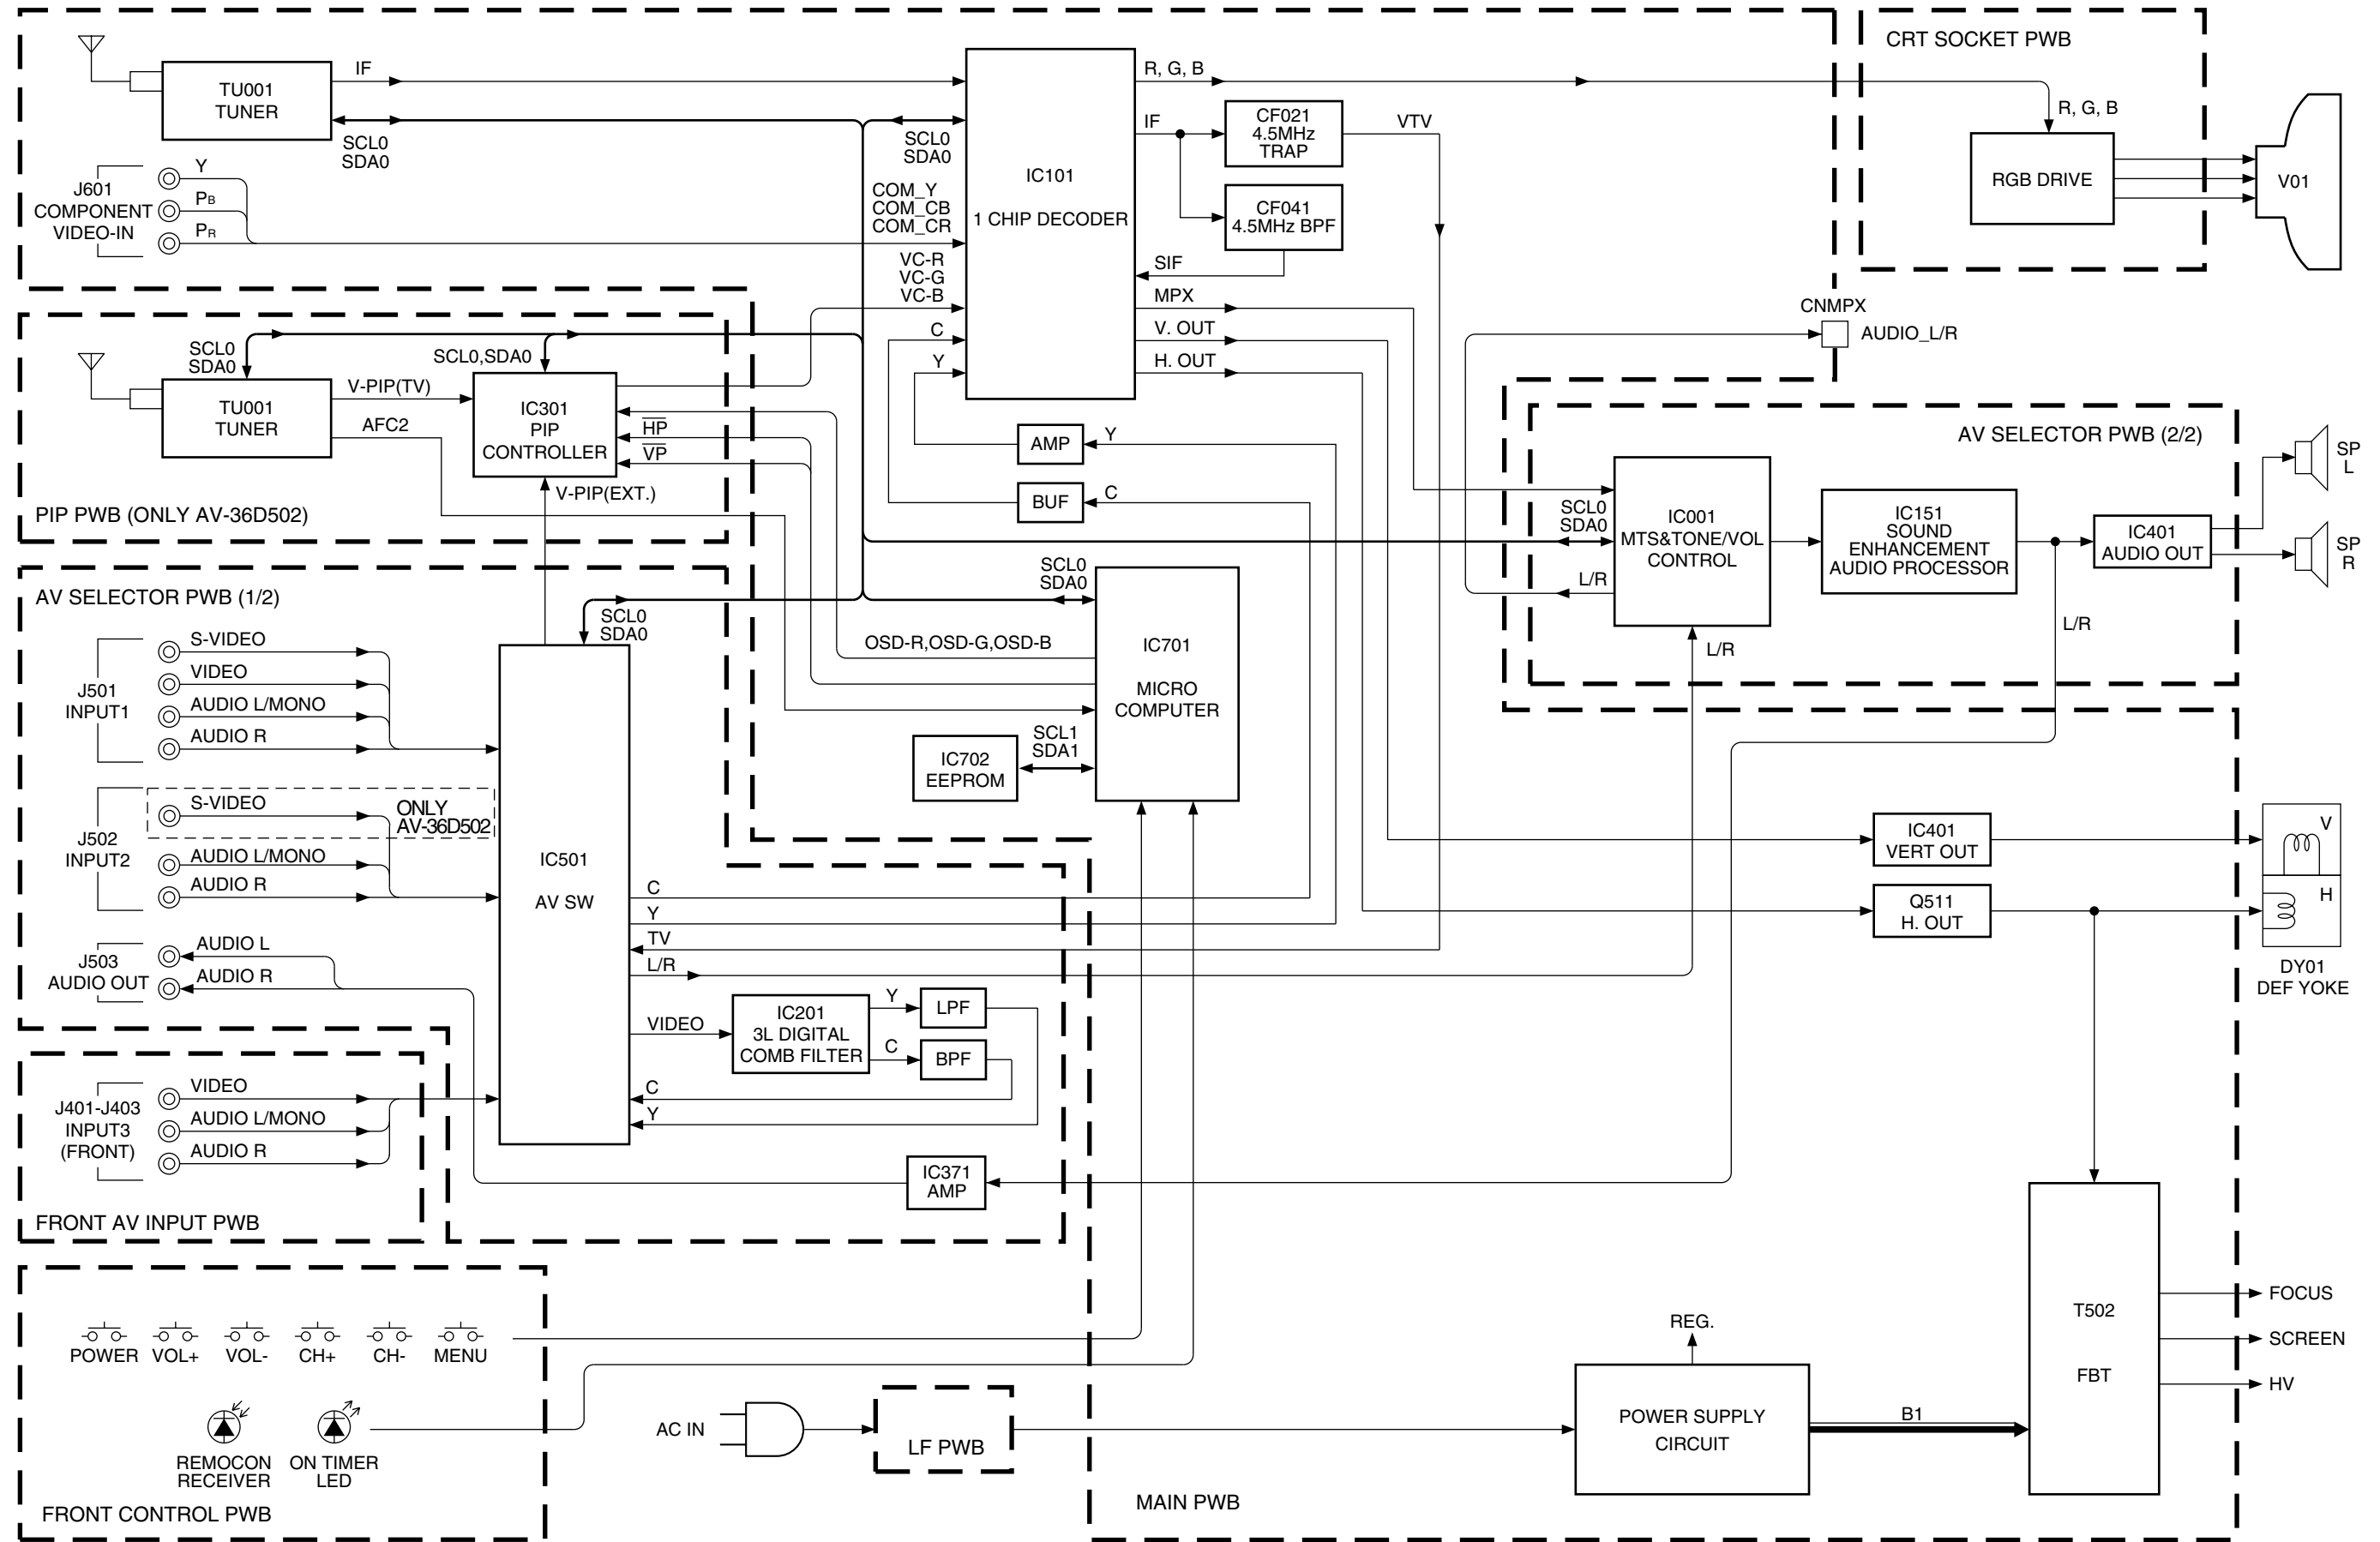 CRT SOCKET PWB
TU001
TUNER
IF
SCL0
SDA0
J601
COMPONENT
VIDEO-IN
Y
PB
PR
SCL0
SDA0
COM_Y
COM_CB
COM_CR
VC-R
VC-G
VC-B
C
Y
IC101
1 CHIP DECODER
R, G, B
IF
CF021
4.5MHz
TRAP
VTV
CF041
4.5MHz BPF
SIF
MPX
V. OUT
H. OUT
R, G, B
RGB DRIVE
V01
CNMPX
AUDIO_L/R
SCL0
SDA0
SCL0,SDA0
TU001
TUNER
V-PIP(TV)
AFC2
IC301
PIP
CONTROLLER
HP
VP
V-PIP(EXT.)
PIP PWB (ONLY AV-36D502)
AMP
Y
BUF
C
AV SELECTOR PWB (2/2)
SCL0
SDA0
L/R
IC001
MTS&TONE/VOL
CONTROL
IC151
SOUND
ENHANCEMENT
AUDIO PROCESSOR
IC401
AUDIO OUT
SP
L
SP
R
L/R
L/R
AV SELECTOR PWB (1/2)
SCL0
SDA0
SCL0
SDA0
OSD-R,OSD-G,OSD-B
IC701
MICRO
COMPUTER
IC702
EEPROM
SCL1
SDA1
J501
INPUT1
S-VIDEO
VIDEO
AUDIO L/MONO
AUDIO R
J502
INPUT2
S-VIDEO
ONLY
AV-36D502
AUDIO L/MONO
AUDIO R
J503
AUDIO OUT
AUDIO L
AUDIO R
IC501
AV SW
C
Y
TV
L/R
VIDEO
IC201
3L DIGITAL
COMB FILTER
Y
LPF
C
BPF
C
Y
IC371
AMP
IC401
VERT OUT
Q511
H. OUT
V
H
DY01
DEF YOKE
J401-J403
INPUT3
(FRONT)
VIDEO
AUDIO L/MONO
AUDIO R
FRONT AV INPUT PWB
POWER
VOL+
VOL-
CH+
CH-
MENU
REMOCON
RECEIVER
ON TIMER
LED
FRONT CONTROL PWB
AC IN
LF PWB
MAIN PWB
REG.
POWER SUPPLY
CIRCUIT
B1
T502
FBT
FOCUS
SCREEN
HV